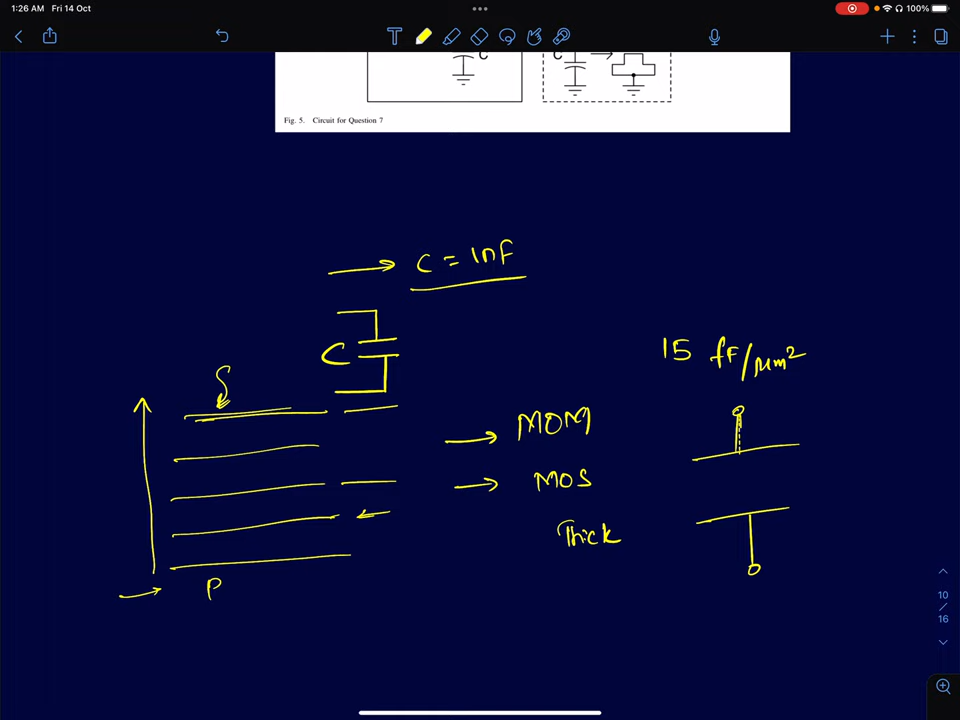 1:26 AM Fri 14 Oct
100%
C
C
Fig. 5. Circuit for Question 7
C = 1nF
C
15 fF/μm²
δ
MOM
MOS
Thick
P
10
/
16